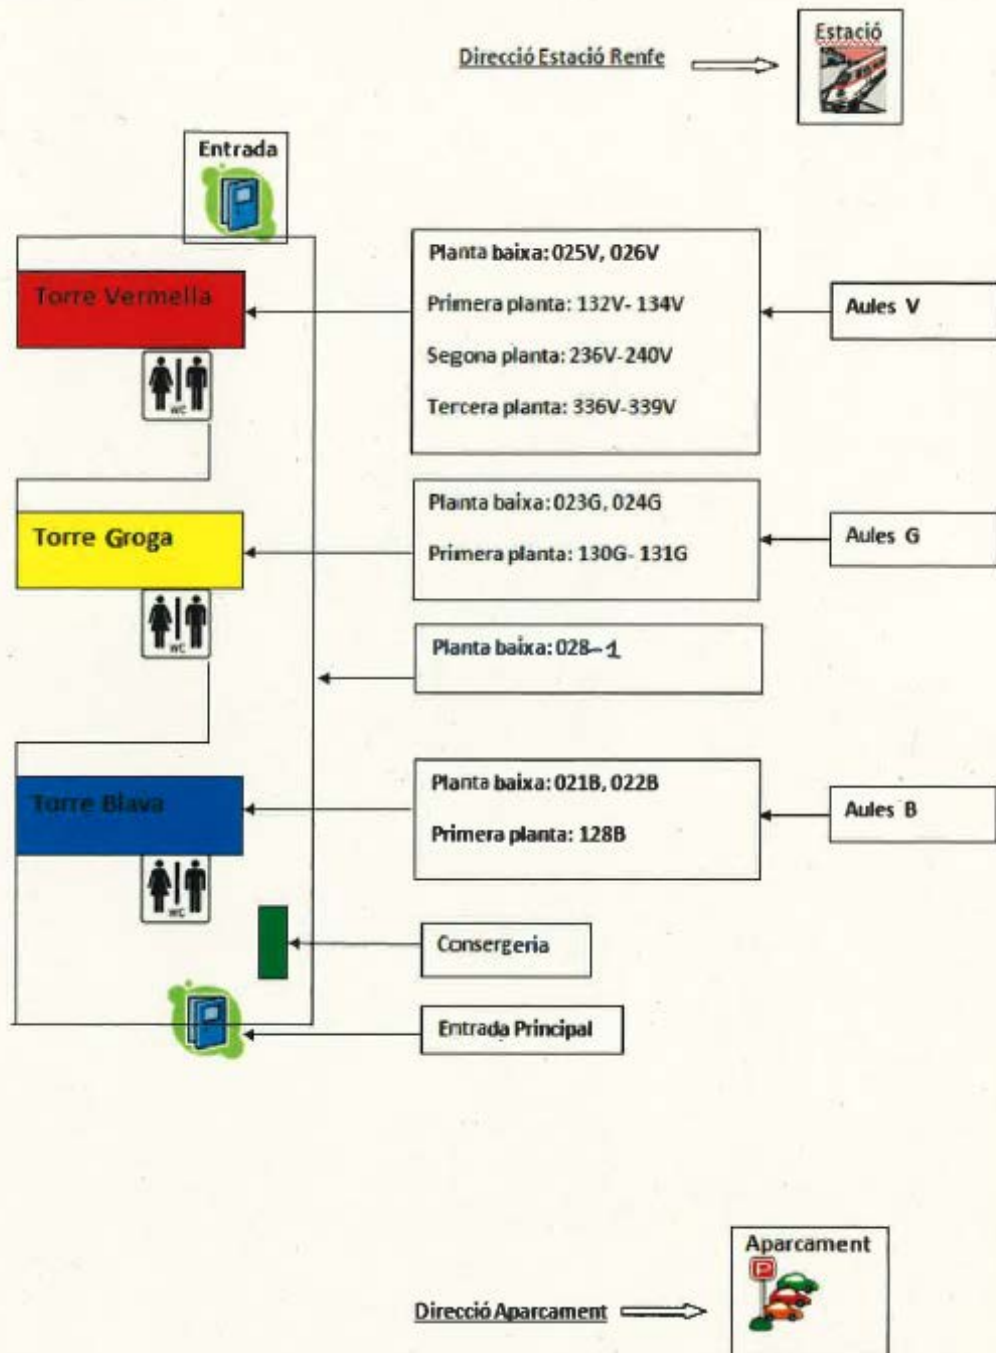 Direcció Estació Renfe
Estació
Entrada
Torre Vermella
WC
Planta baixa: 025V, 026V
Primera planta: 132V- 134V
Segona planta: 236V-240V
Tercera planta: 336V-339V
Aules V
Torre Groga
WC
Planta baixa: 023G, 024G
Primera planta: 130G- 131G
Aules G
Planta baixa: 028-1
Torre Blava
WC
Planta baixa: 021B, 022B
Primera planta: 128B
Aules B
Consergeria
Entrada Principal
Aparcament
P
Direcció Aparcament